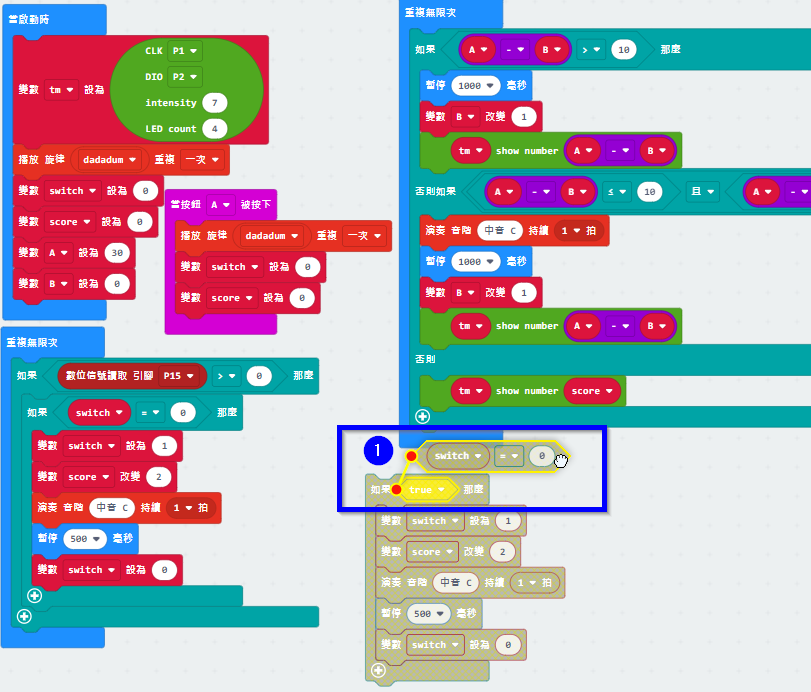 當啟動時
變數 tm 設為
CLK P1
DIO P2
intensity 7
LED count 4
播放 旋律 dadadum 重複 一次
變數 switch 設為 0
變數 score 設為 0
變數 A 設為 30
變數 B 設為 0
當按鈕 A 被按下
播放 旋律 dadadum 重複 一次
變數 switch 設為 0
變數 score 設為 0
重複無限次
如果 數位信號讀取 引腳 P15 > 0 那麼
如果 switch = 0 那麼
變數 switch 設為 1
變數 score 改變 2
演奏 音階 中音 C 持續 1 拍
暫停 500 毫秒
變數 switch 設為 0
重複無限次
如果 A - B > 10 那麼
暫停 1000 毫秒
變數 B 改變 1
tm show number A - B
否則如果 A - B ≤ 10 且 A -
演奏 音階 中音 C 持續 1 拍
暫停 1000 毫秒
變數 B 改變 1
tm show number A - B
否則
tm show number score
1
switch = 0
如果 true 那麼
變數 switch 設為 1
變數 score 改變 2
演奏 音階 中音 C 持續 1 拍
暫停 500 毫秒
變數 switch 設為 0